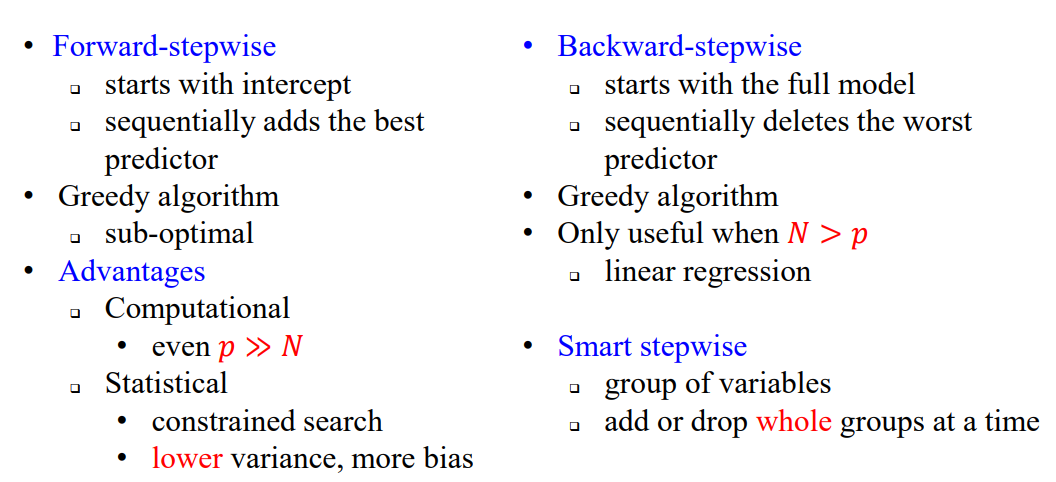 • Forward-stepwise
❑ starts with intercept
❑ sequentially adds the best
predictor
• Greedy algorithm
❑ sub-optimal
• Advantages
❑ Computational
• even p ≫ N
❑ Statistical
• constrained search
• lower variance, more bias
• Backward-stepwise
❑ starts with the full model
❑ sequentially deletes the worst
predictor
• Greedy algorithm
• Only useful when N > p
❑ linear regression
• Smart stepwise
❑ group of variables
❑ add or drop whole groups at a time